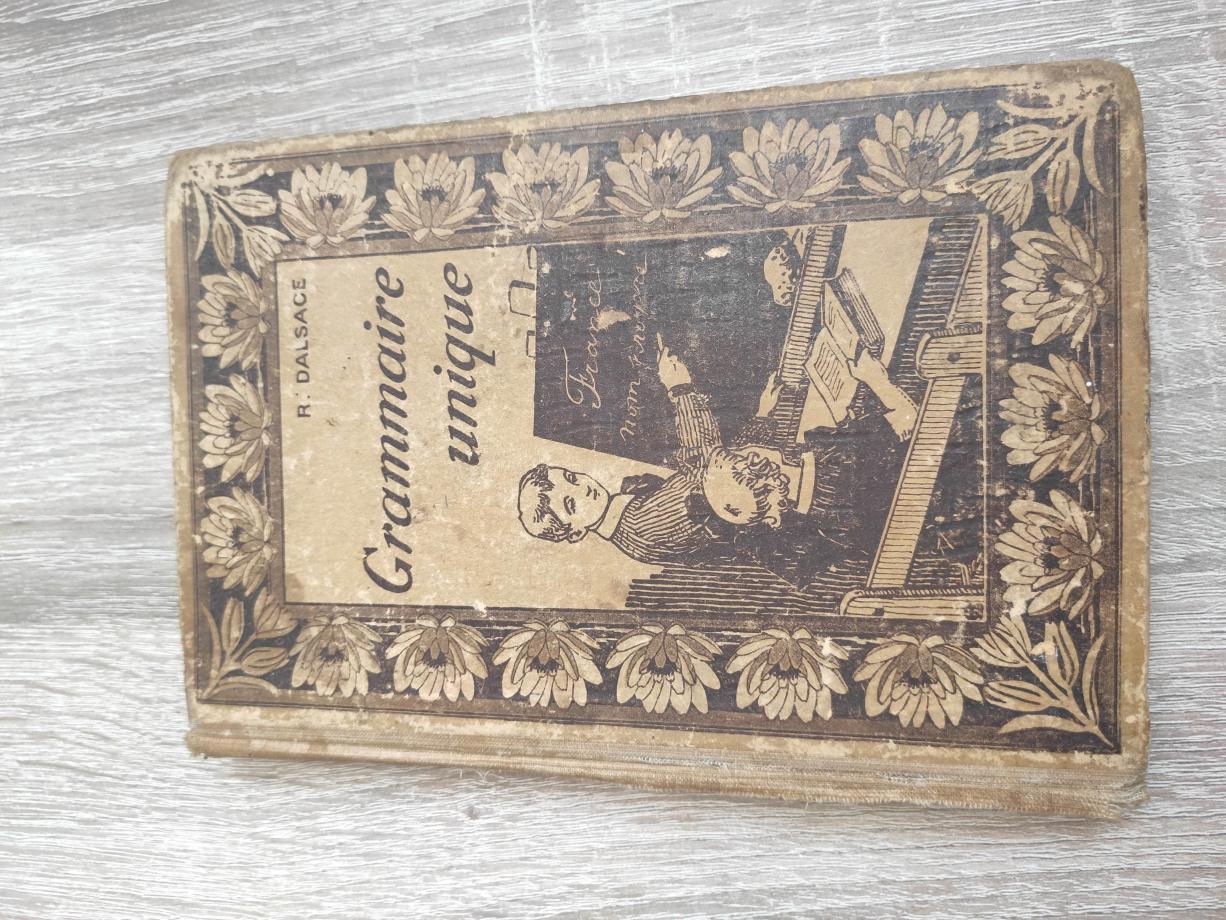 R. DALSACE
Grammaire
unique
France
nom propre